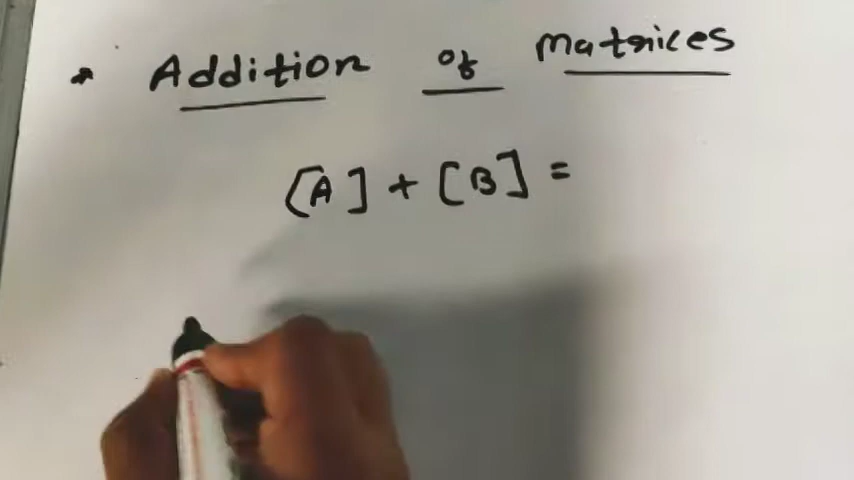 * Addition of Matrices
[A] + [B] =